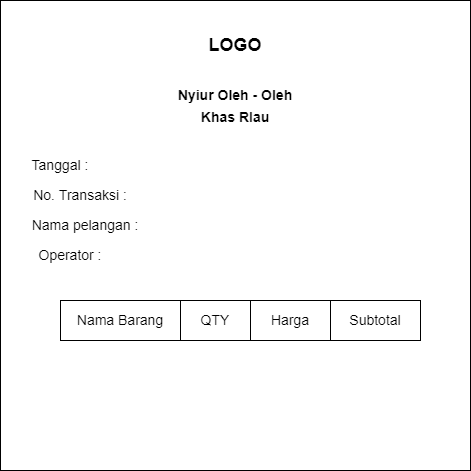 LOGO
Nyiur Oleh - Oleh
Khas RIau
Tanggal :
No. Transaksi :
Nama pelangan :
Operator :
Nama Barang QTY Harga Subtotal